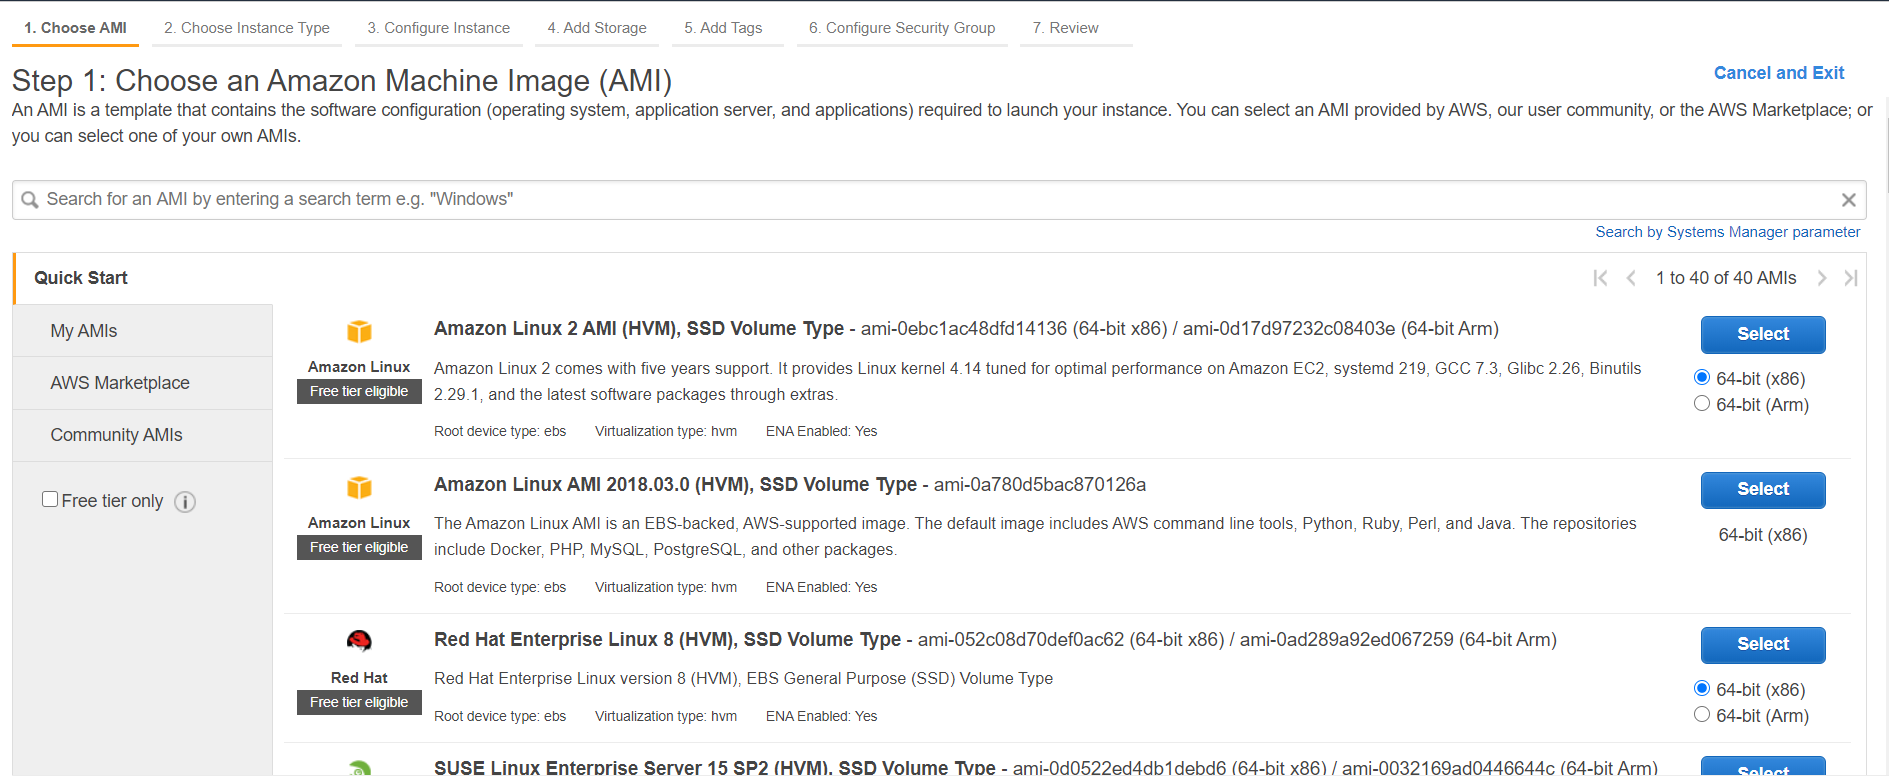 1. Choose AMI 2. Choose Instance Type 3. Configure Instance 4. Add Storage 5. Add Tags 6. Configure Security Group 7. Review
Step 1: Choose an Amazon Machine Image (AMI)
Cancel and Exit
An AMI is a template that contains the software configuration (operating system, application server, and applications) required to launch your instance. You can select an AMI provided by AWS, our user community, or the AWS Marketplace; or
you can select one of your own AMIs.
Search for an AMI by entering a search term e.g. "Windows"
Search by Systems Manager parameter
Quick Start
1 to 40 of 40 AMIs
My AMIs
AWS Marketplace
Community AMIs
Free tier only
Amazon Linux
Free tier eligible
Amazon Linux 2 AMI (HVM), SSD Volume Type - ami-0ebc1ac48dfd14136 (64-bit x86) / ami-0d17d97232c08403e (64-bit Arm)
Amazon Linux 2 comes with five years support. It provides Linux kernel 4.14 tuned for optimal performance on Amazon EC2, systemd 219, GCC 7.3, Glibc 2.26, Binutils
2.29.1, and the latest software packages through extras.
Root device type: ebs Virtualization type: hvm ENA Enabled: Yes
Select
64-bit (x86)
64-bit (Arm)
Amazon Linux
Free tier eligible
Amazon Linux AMI 2018.03.0 (HVM), SSD Volume Type - ami-0a780d5bac870126a
The Amazon Linux AMI is an EBS-backed, AWS-supported image. The default image includes AWS command line tools, Python, Ruby, Perl, and Java. The repositories
include Docker, PHP, MySQL, PostgreSQL, and other packages.
Root device type: ebs Virtualization type: hvm ENA Enabled: Yes
Select
64-bit (x86)
Red Hat
Free tier eligible
Red Hat Enterprise Linux 8 (HVM), SSD Volume Type - ami-052c08d70def0ac62 (64-bit x86) / ami-0ad289a92ed067259 (64-bit Arm)
Red Hat Enterprise Linux version 8 (HVM), EBS General Purpose (SSD) Volume Type
Root device type: ebs Virtualization type: hvm ENA Enabled: Yes
Select
64-bit (x86)
64-bit (Arm)
SUSE Linux Enterprise Server 15 SP2 (HVM), SSD Volume Type - ami-0d0522ed4db1debd6 (64-bit x86) / ami-0032169ad0446644c (64-bit Arm)
Select